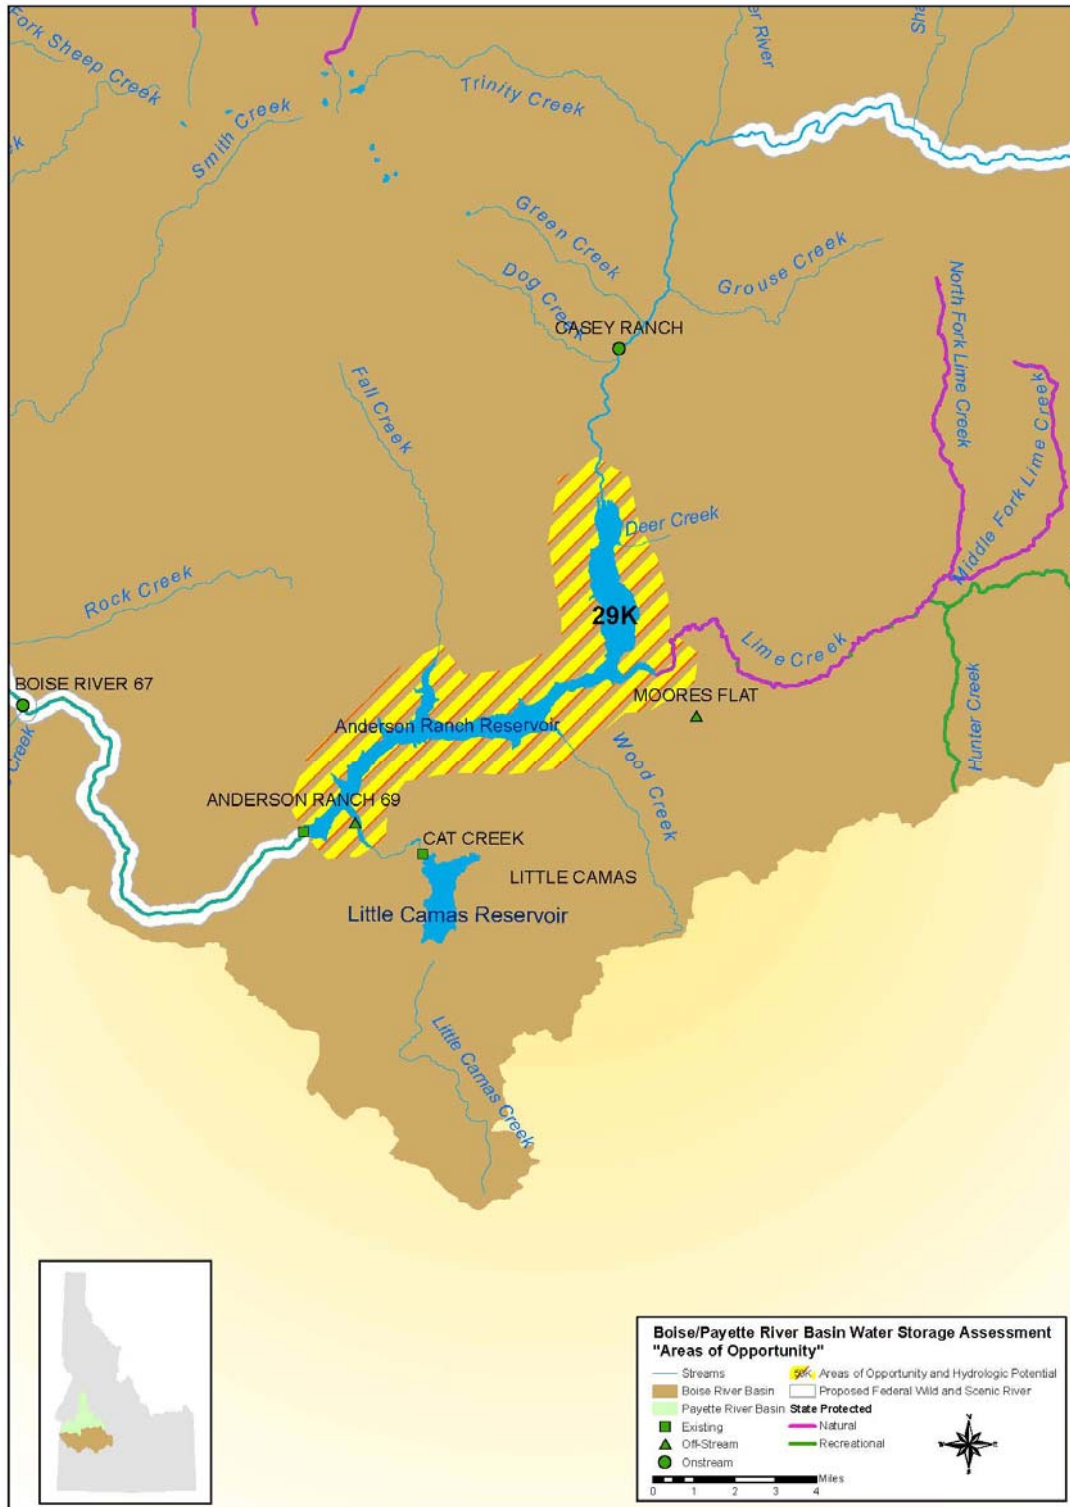 Fork Sheep Creek
er River
Sha
Trinity Creek
ek
Smith Creek
Green Creek
Grouse Creek
Dog Creek
CASEY RANCH
North Fork Lime Creek
Fall Creek
Middle Fork Lime Creek
Deer Creek
Rock Creek
29K
Lime Creek
BOISE RIVER 67
MOORES FLAT
Hunter Creek
Creek
Anderson Ranch Reservoir
Wood Creek
ANDERSON RANCH 69
CAT CREEK
LITTLE CAMAS
Little Camas Reservoir
Little Camas Creek
Boise/Payette River Basin Water Storage Assessment
"Areas of Opportunity"
Streams
Areas of Opportunity and Hydrologic Potential
Boise River Basin
Proposed Federal Wild and Scenic River
Payette River Basin
State Protected
Existing
Natural
Off-Stream
Recreational
Onstream
Miles
0 1 2 3 4